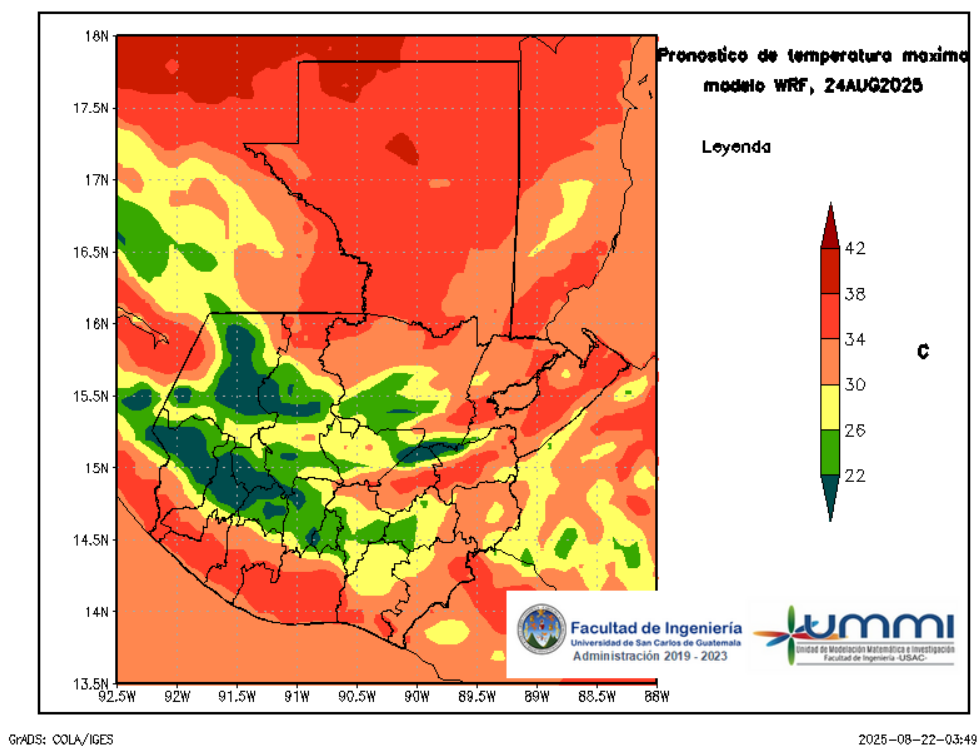 Pronostico de temperatura maxima
modelo WRF, 24AUG2025
Leyenda
42
38
34
30
26
22
C
18N
17.5N
17N
16.5N
16N
15.5N
15N
14.5N
14N
13.5N
92.5W 92W 91.5W 91W 90.5W 90W 89.5W 89W 88.5W 88W
Facultad de Ingeniería
Universidad de San Carlos de Guatemala
Administración 2019 - 2023
ummi
Unidad de Modelación Matemática e Investigación
Facultad de Ingeniería -USAC-
GrADS: COLA/IGES
2025-08-22-03:49